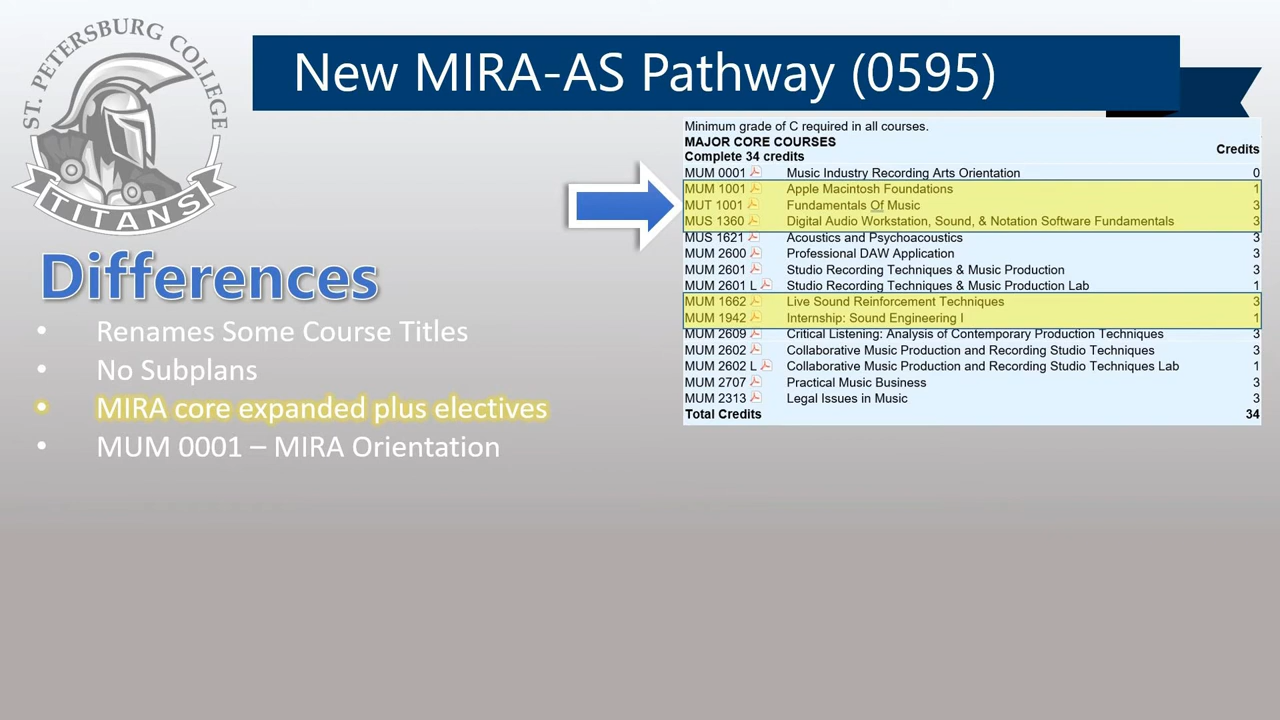 ST. PETERSBURG COLLEGE
TITANS
New MIRA-AS Pathway (0595)
Differences
• Renames Some Course Titles
• No Subplans
• MIRA core expanded plus electives
• MUM 0001 – MIRA Orientation
Minimum grade of C required in all courses.
MAJOR CORE COURSES
Complete 34 credits Credits
MUM 0001 Music Industry Recording Arts Orientation 0
MUM 1001 Apple Macintosh Foundations 1
MUT 1001 Fundamentals Of Music 3
MUS 1360 Digital Audio Workstation, Sound, & Notation Software Fundamentals 3
MUS 1621 Acoustics and Psychoacoustics 3
MUM 2600 Professional DAW Application 3
MUM 2601 Studio Recording Techniques & Music Production 3
MUM 2601 L Studio Recording Techniques & Music Production Lab 1
MUM 1662 Live Sound Reinforcement Techniques 3
MUM 1942 Internship: Sound Engineering I 1
MUM 2609 Critical Listening: Analysis of Contemporary Production Techniques 3
MUM 2602 Collaborative Music Production and Recording Studio Techniques 3
MUM 2602 L Collaborative Music Production and Recording Studio Techniques Lab 1
MUM 2707 Practical Music Business 3
MUM 2313 Legal Issues in Music 3
Total Credits 34